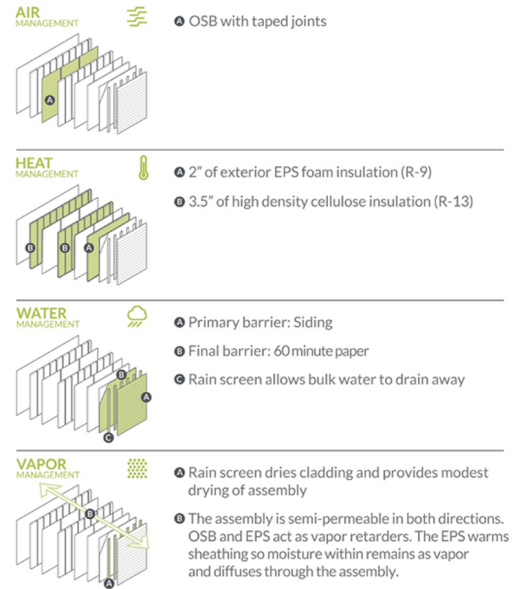 AIR
MANAGEMENT
A OSB with taped joints
A
HEAT
MANAGEMENT
A 2” of exterior EPS foam insulation (R-9)
B 3.5” of high density cellulose insulation (R-13)
B B A
WATER
MANAGEMENT
A Primary barrier: Siding
B Final barrier: 60 minute paper
C Rain screen allows bulk water to drain away
B
A
C
VAPOR
MANAGEMENT
A Rain screen dries cladding and provides modest
drying of assembly
B The assembly is semi-permeable in both directions.
OSB and EPS act as vapor retarders. The EPS warms
sheathing so moisture within remains as vapor
and diffuses through the assembly.
B
A